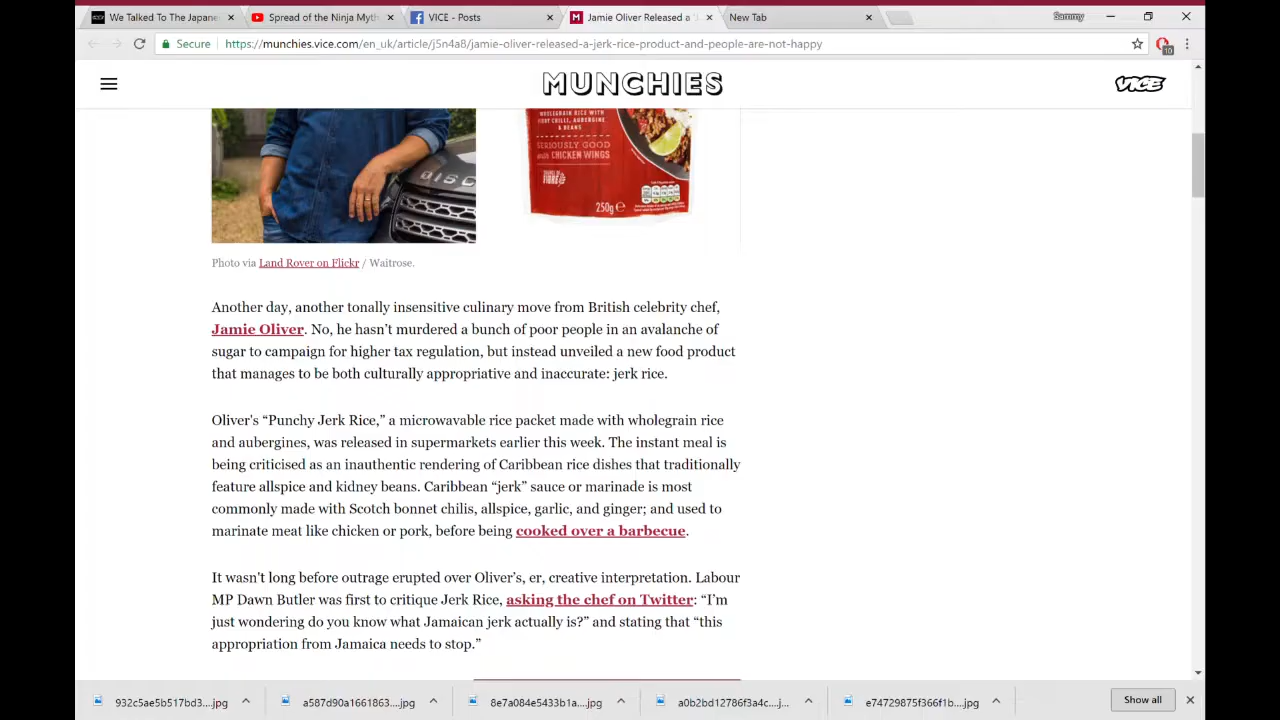 We Talked To The Japane
Spread of the Ninja Myth
VICE - Posts
Jamie Oliver Released a
New Tab
Sammy
Secure
https://munchies.vice.com/en_uk/article/j5n4a8/jamie-oliver-released-a-jerk-rice-product-and-people-are-not-happy
10
MUNCHIES
VICE
DISC
WHOLEGRAIN RICE WITH
FIERY CHILLI, AUBERGINE
& BEANS
SERIOUSLY GOOD
with CHICKEN WINGS
SOURCE OF
FIBRE
250g e
Photo via Land Rover on Flickr / Waitrose.
Another day, another tonally insensitive culinary move from British celebrity chef,
Jamie Oliver. No, he hasn't murdered a bunch of poor people in an avalanche of
sugar to campaign for higher tax regulation, but instead unveiled a new food product
that manages to be both culturally appropriative and inaccurate: jerk rice.
Oliver's “Punchy Jerk Rice,” a microwavable rice packet made with wholegrain rice
and aubergines, was released in supermarkets earlier this week. The instant meal is
being criticised as an inauthentic rendering of Caribbean rice dishes that traditionally
feature allspice and kidney beans. Caribbean “jerk” sauce or marinade is most
commonly made with Scotch bonnet chilis, allspice, garlic, and ginger; and used to
marinate meat like chicken or pork, before being cooked over a barbecue.
It wasn't long before outrage erupted over Oliver's, er, creative interpretation. Labour
MP Dawn Butler was first to critique Jerk Rice, asking the chef on Twitter: “I'm
just wondering do you know what Jamaican jerk actually is?” and stating that “this
appropriation from Jamaica needs to stop.”
932c5ae5b517bd3....jpg
a587d90a1661863....jpg
8e7a084e5433b1a....jpg
a0b2bd12786f3a4c....j...
e74729875f366f1b....jpg
Show all